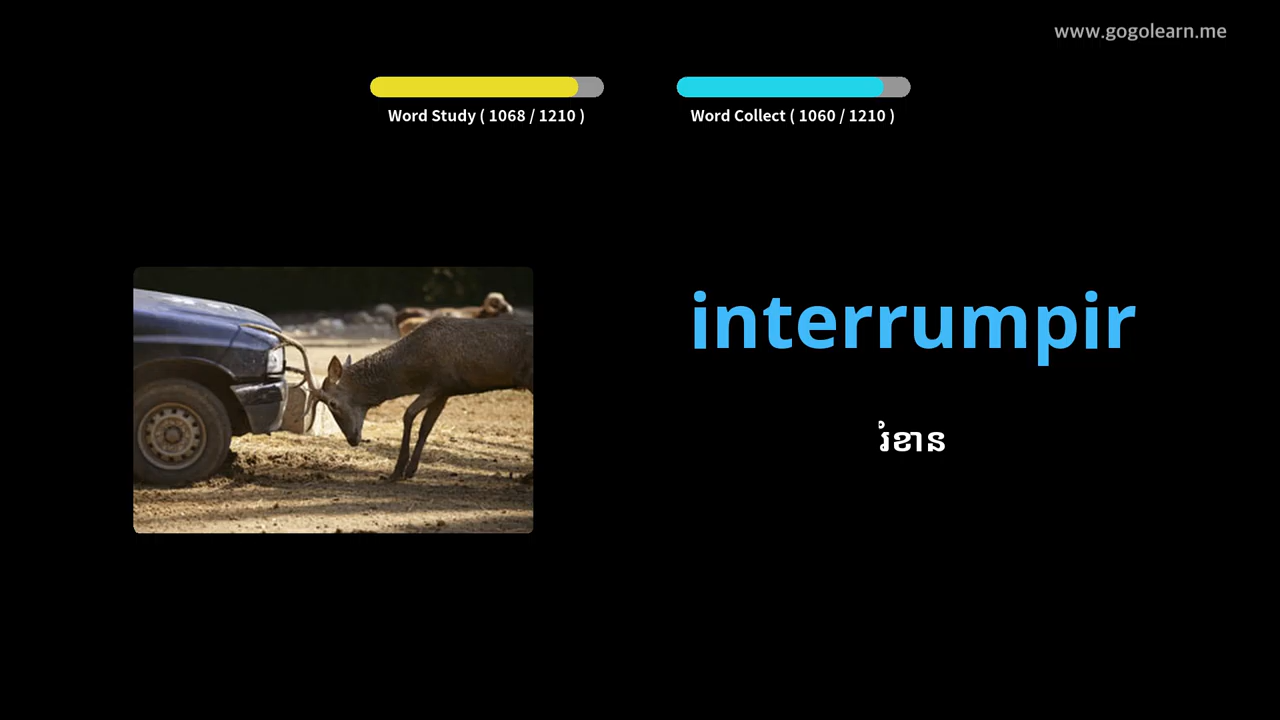 www.gogolearn.me
Word Study ( 1068 / 1210 )
Word Collect ( 1060 / 1210 )
interrumpir
រំខាន